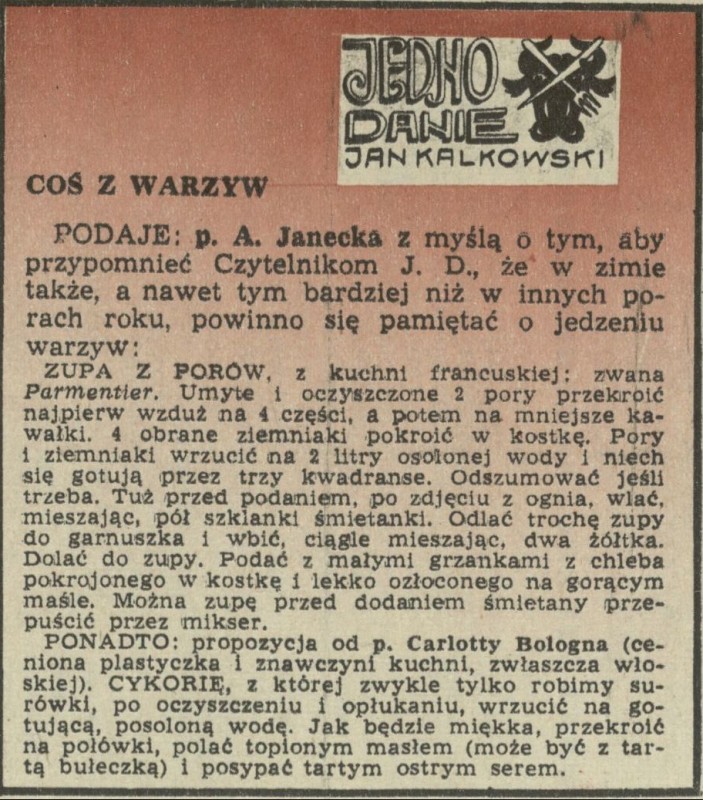 JEDNO
DANIE
JAN KALKOWSKI
COŚ Z WARZYW
PODAJE: p. A. Janecka z myślą o tym, aby
przypomnieć Czytelnikom J. D., że w zimie
także, a nawet tym bardziej niż w innych po-
rach roku, powinno się pamiętać o jedzeniu
warzyw:
ZUPA Z PORÓW, z kuchni francuskiej: zwana
Parmentier. Umyte i oczyszczone 2 pory przekroić
najpierw wzduż na 4 części, a potem na mniejsze ka-
wałki. 4 obrane ziemniaki pokroić w kostkę. Pory
i ziemniaki wrzucić na 2 litry osolonej wody i niech
się gotują przez trzy kwadranse. Odszumować jeśli
trzeba. Tuż przed podaniem, po zdjęciu z ognia, wlać,
mieszając, pół szklanki śmietanki. Odlać trochę zupy
do garnuszka i wbić, ciągle mieszając, dwa żółtka.
Dolać do zupy. Podać z małymi grzankami z chleba
pokrojonego w kostkę i lekko ozłoconego na gorącym
maśle. Można zupę przed dodaniem śmietany prze-
puścić przez mikser.
PONADTO: propozycja od p. Carlotty Bologna (ce-
niona plastyczka i znawczyni kuchni, zwłaszcza wło-
skiej). CYKORIĘ, z której zwykle tylko robimy su-
rówki, po oczyszczeniu i opłukaniu, wrzucić na go-
tującą, posoloną wodę. Jak będzie miękka, przekroić
na połówki, polać topionym masłem (może być z tar-
tą bułeczką) i posypać tartym ostrym serem.